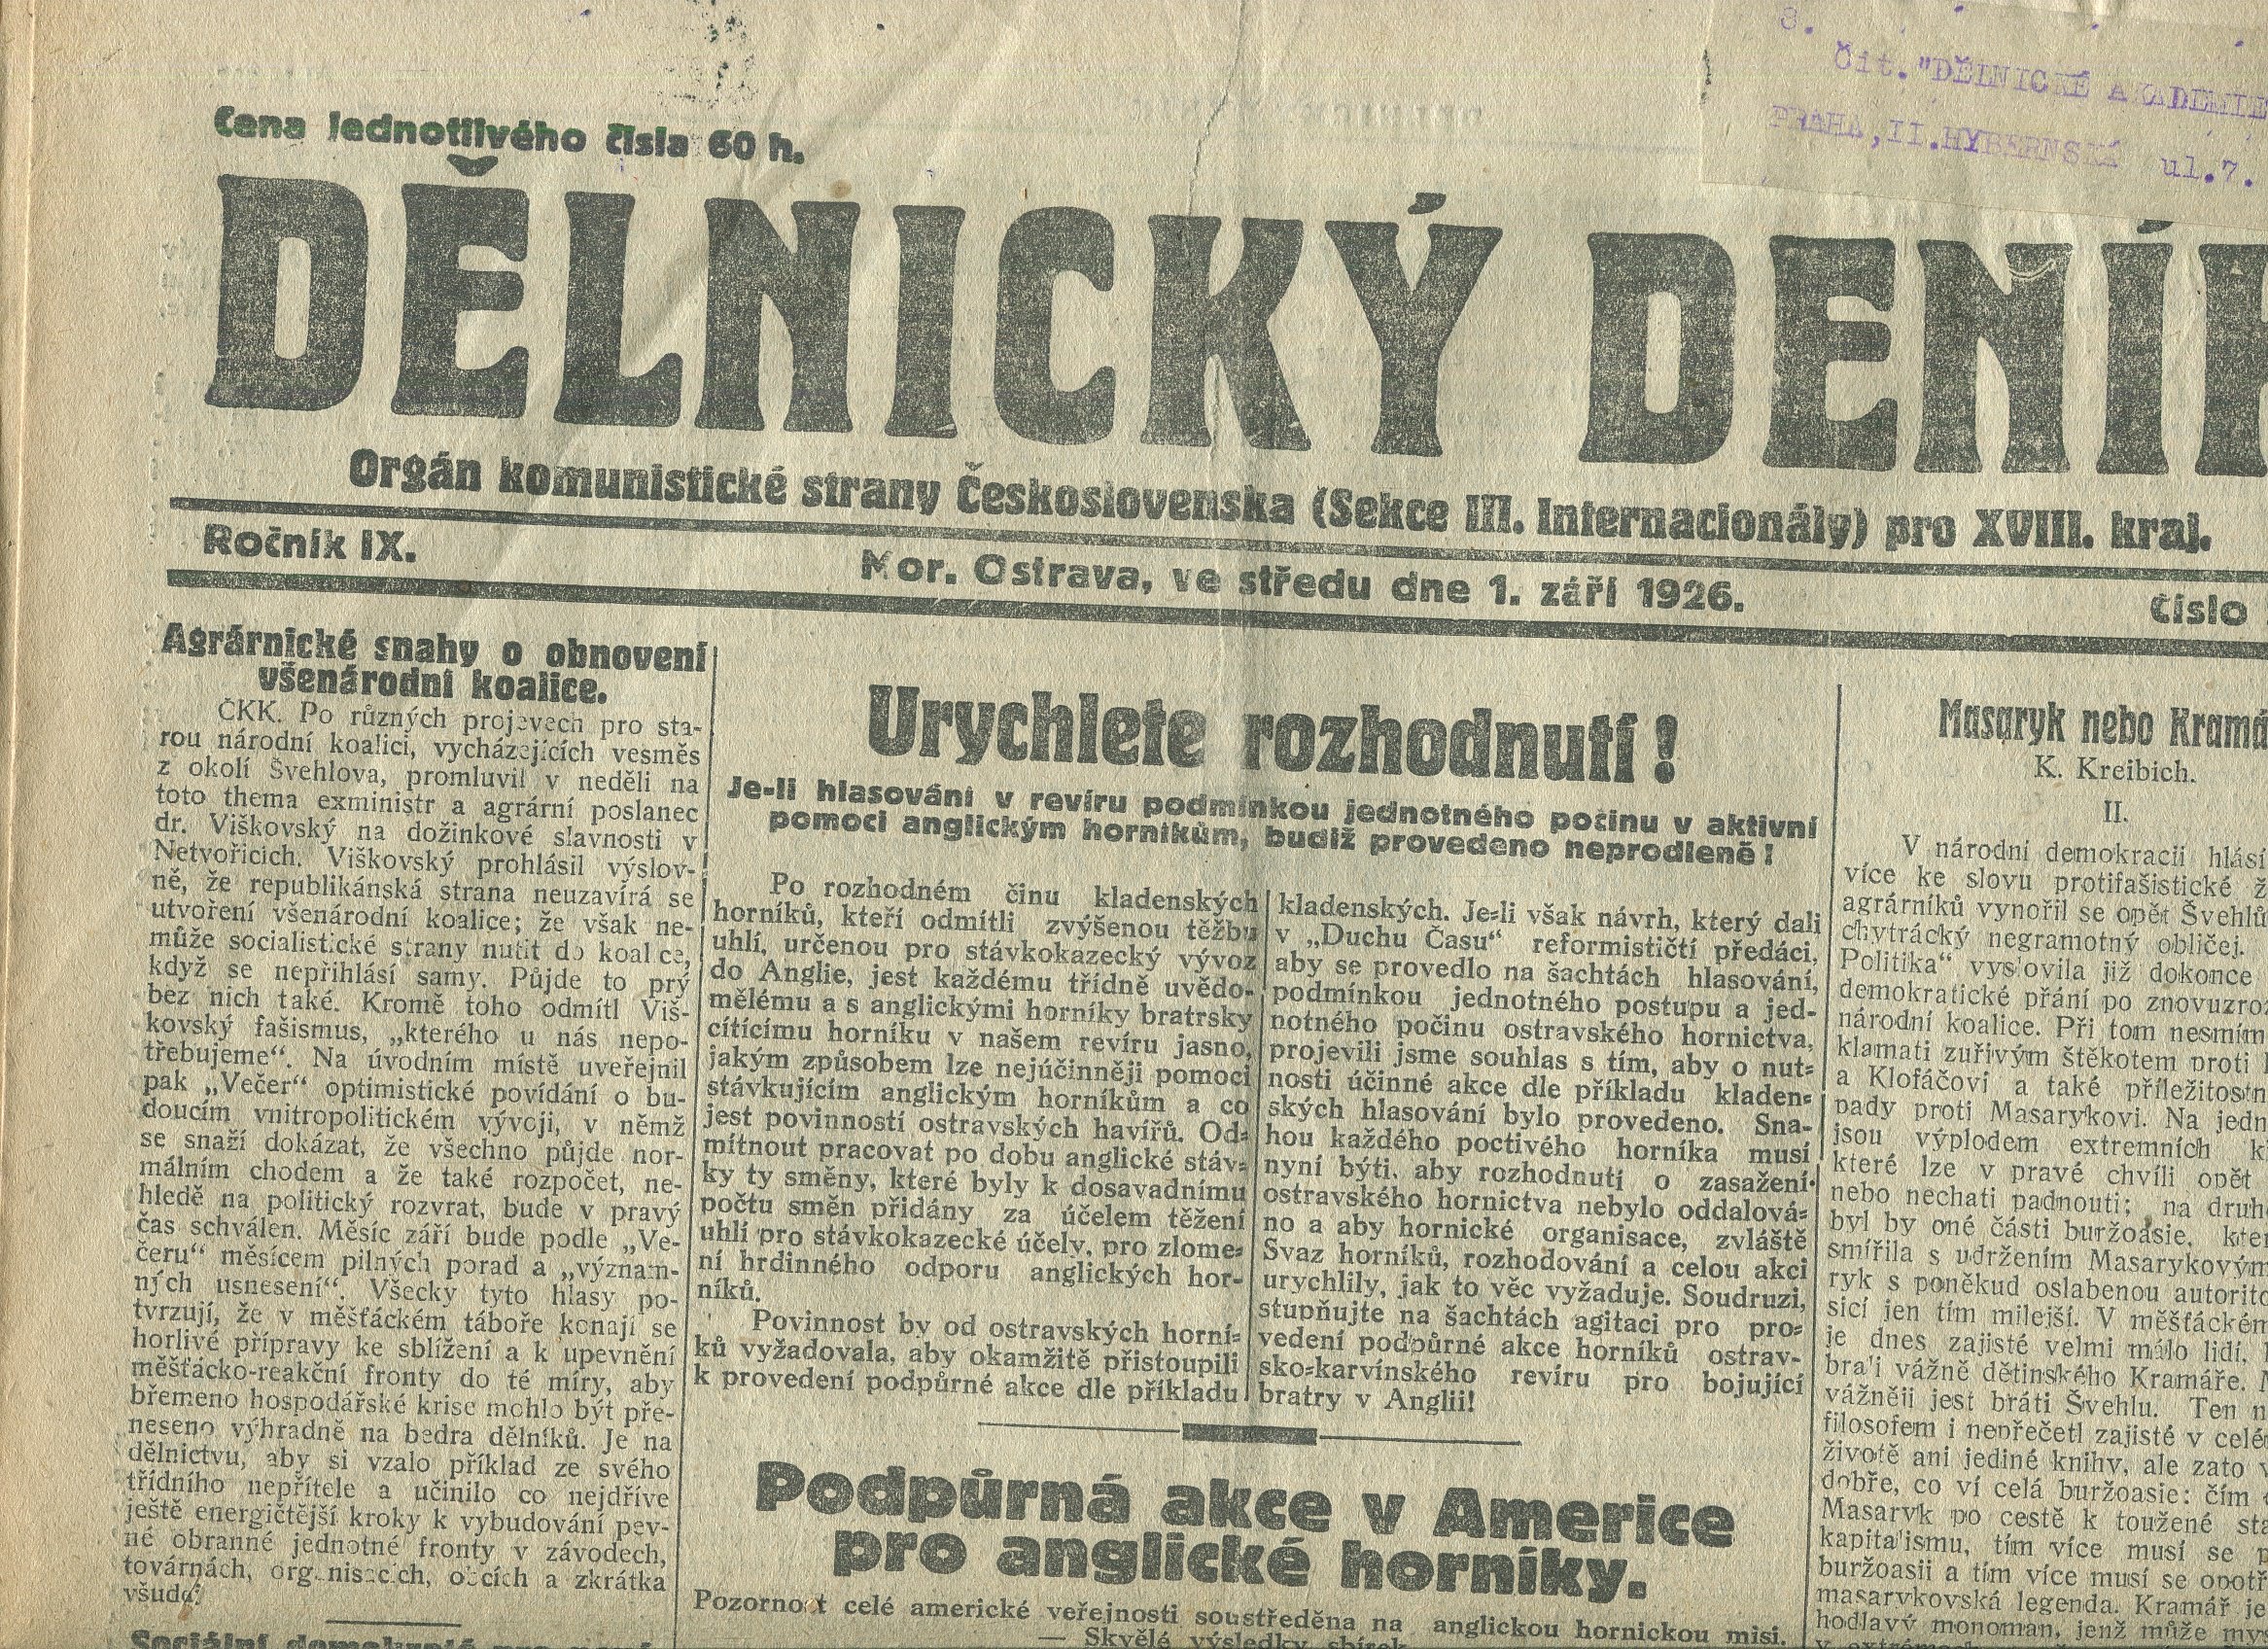 8.
Čit."DĚLNICKÉ AKADEMIE
PRAHA,II.HYBERNSKÁ ul.7.
Cena jednotlivého čísla 60 h.
DĚLNICKÝ DENÍK
Orgán komunistické strany Československa (Sekce III. Internacionály) pro XVIII. kraj.
Ročník IX.
Mor. Ostrava, ve středu dne 1. září 1926.
Číslo
Agrárnické snahy o obnovení
všenárodní koalice.
ČKK. Po různých projevech pro sta-
rou národní koalici, vycházejících vesměs
z okolí Švehlova, promluvil v neděli na
toto thema exministr a agrární poslanec
dr. Viškovský na dožinkové slavnosti v
Netvořicích. Viškovský prohlásil výslov-
ně, že republikánská strana neuzavírá se
utvoření všenárodní koalice; že však ne-
může socialistické strany nutit do koalice,
když se nepřihlásí samy. Půjde to prý
bez nich také. Kromě toho odmítl Viš-
kovský fašismus, „kterého u nás nepo-
třebujeme“. Na úvodním místě uveřejnil
pak „Večer“ optimistické povídání o bu-
doucím vnitropolitickém vývoji, v němž
se snaží dokázat, že všechno půjde nor-
málním chodem a že také rozpočet, ne-
hledě na politický rozvrat, bude v pravý
čas schválen. Měsíc září bude podle „Ve-
čeru“ měsícem pilných porad a „význam-
ných usnesení“. Všecky tyto hlasy po-
tvrzují, že v měšťáckém táboře konají se
horlivé přípravy ke sblížení a k upevnění
měšťácko-reakční fronty do té míry, aby
břemeno hospodářské krise mohlo být pře-
neseno výhradně na bedra dělníků. Je na
dělnictvu, aby si vzalo příklad ze svého
třídního nepřítele a učinilo co nejdříve
ještě energičtější kroky k vybudování pev-
né obranné jednotné fronty v závodech,
továrnách, organisacích, obcích a zkrátka
všude.
Urychlete rozhodnutí!
Je-li hlasování v revíru podmínkou jednotného počinu v aktivní
pomoci anglickým horníkům, budiž provedeno neprodleně!
Po rozhodném činu kladenských
horníků, kteří odmítli zvýšenou těžbu
uhlí, určenou pro stávkokazecký vývoz
do Anglie, jest každému třídně uvědo-
mělému a s anglickými horníky bratrsky
cítícímu horníku v našem revíru jasno,
jakým způsobem lze nejúčinněji pomoci
stávkujícím anglickým horníkům a co
jest povinností ostravských havířů. Od-
mítnout pracovat po dobu anglické stáv-
ky ty směny, které byly k dosavadnímu
počtu směn přidány za účelem těžení
uhlí pro stávkokazecké účely, pro zlome-
ní hrdinného odporu anglických hor-
níků.
Povinnost by od ostravských horní-
ků vyžadovala, aby okamžitě přistoupili
k provedení podpůrné akce dle příkladu
kladenských. Je-li však návrh, který dali
v „Duchu Času“ reformističtí předáci,
aby se provedlo na šachtách hlasování,
podmínkou jednotného postupu a jed-
notného počinu ostravského hornictva,
projevili jsme souhlas s tím, aby o nut-
nosti účinné akce dle příkladu kladen-
ských hlasování bylo provedeno. Sna-
hou každého poctivého horníka musí
nyní býti, aby rozhodnutí o zasažení
ostravského hornictva nebylo oddalová-
no a aby hornické organisace, zvláště
Svaz horníků, rozhodování a celou akci
urychlily, jak to věc vyžaduje. Soudruzi,
stupňujte na šachtách agitaci pro pro-
vedení podpůrné akce horníků ostrav-
sko-karvínského revíru pro bojující
bratry v Anglii!
Podpůrná akce v Americe
pro anglické horníky.
Pozornost celé americké veřejnosti soustředěna na anglickou hornickou misi.
— Skvělé výsledky sbírek
Masaryk nebo Kramá
K. Kreibich.
II.
V národní demokracii hlásí
více ke slovu protifašistické ž
agrárníků vynořil se opět Švehlů
chytrácký negramotný obličej.
Politika“ vyslovila již dokonce
demokratické přání po znovuzro
národní koalice. Při tom nesmím
klamati zuřivým štěkotem proti
a Klofáčovi a také příležitostn
pady proti Masarykovi. Na jedn
jsou výplodem extremních k
které lze v pravé chvíli opět
nebo nechati padnouti; na druh
byl by oné části buržoasie, kte
smířila s udržením Masarykovým
ryk s poněkud oslabenou autorito
sicí jen tím milejší. V měšťáckém
je dnes zajisté velmi málo lidí,
brali vážně dětinského Kramáře.
vážněji jest bráti Švehlu. Ten n
filosofem i nepřečetl zajisté v celé
životě ani jediné knihy, ale zato
dobře, co ví celá buržoasie: čím
Masaryk po cestě k toužené sta
kapitalismu, tím více musí se p
buržoasii a tím více musí se opotř
masarykovská legenda. Kramář je
hodlavý monoman, jenž může my
v extrémech
Sociální demokraté